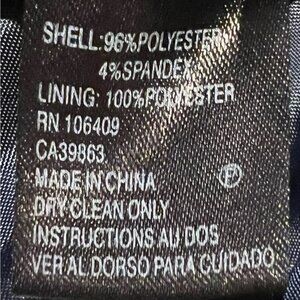 SHELL:96%POLYESTER
4%SPANDEX
LINING: 100%POLYESTER
RN 106409
CA39863
MADE IN CHINA
P
DRY CLEAN ONLY
INSTRUCTIONS AU DOS
VER AL DORSO PARA CUIDADO